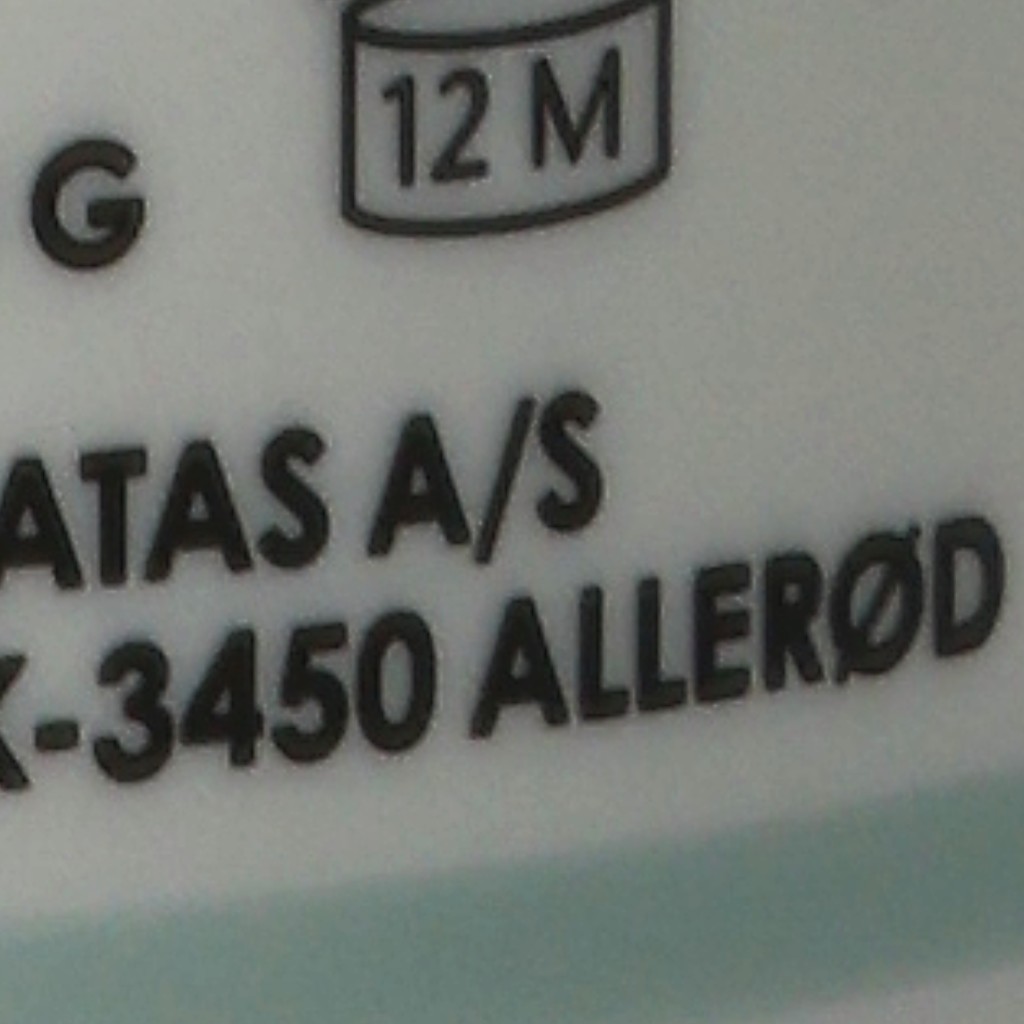 12 M
G
ATAS A/S
K-3450 ALLERØD